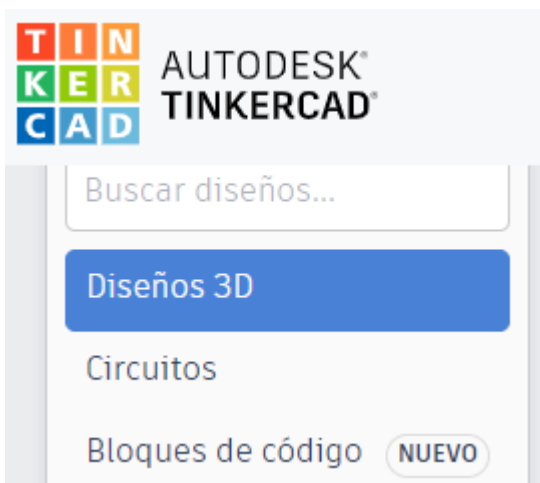 TIN
KER
CAD
AUTODESK®
TINKERCAD®
Buscar diseños...
Diseños 3D
Circuitos
Bloques de código NUEVO